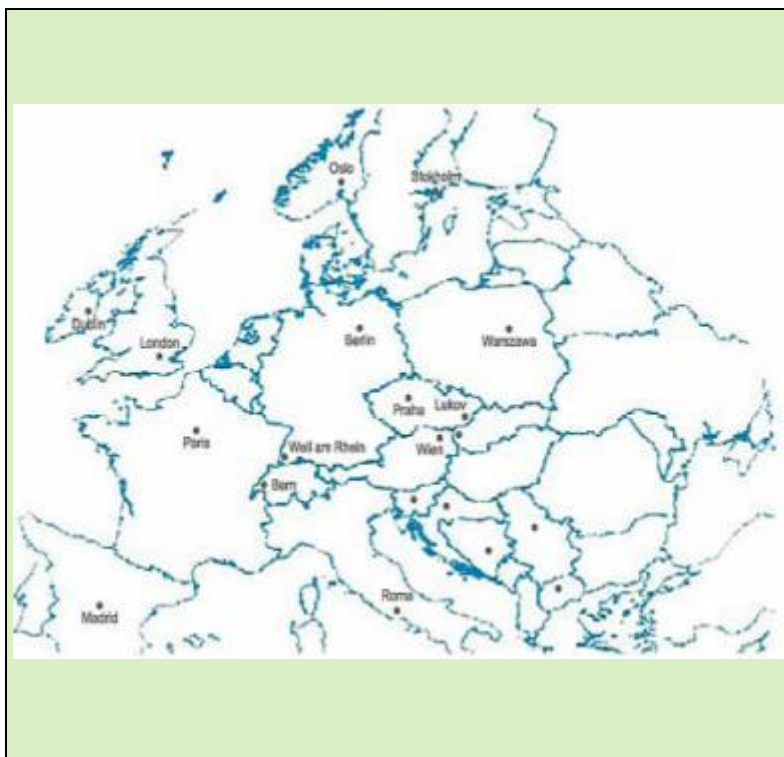 Oslo
Stokholm
Dublin
London
Berlin
Warszawa
Praha
Lukov
Paris
Weil am Rhein
Wien
Bern
Roma
Madrid